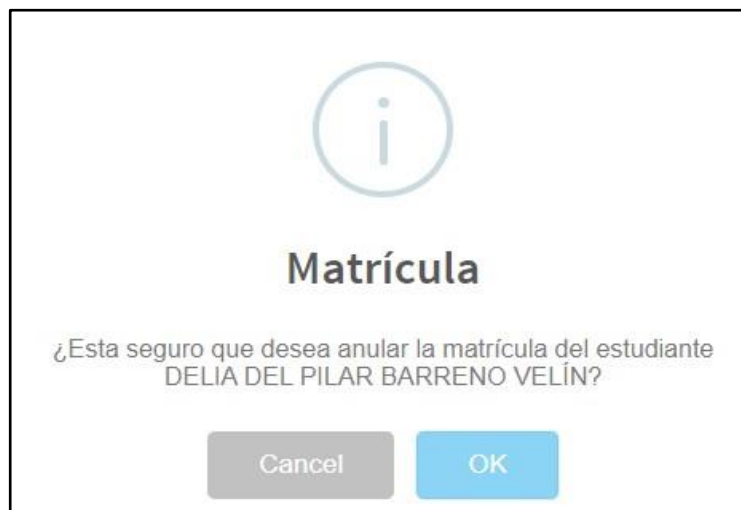 Matrícula
¿Esta seguro que desea anular la matrícula del estudiante
DELIA DEL PILAR BARRENO VELÍN?
Cancel OK